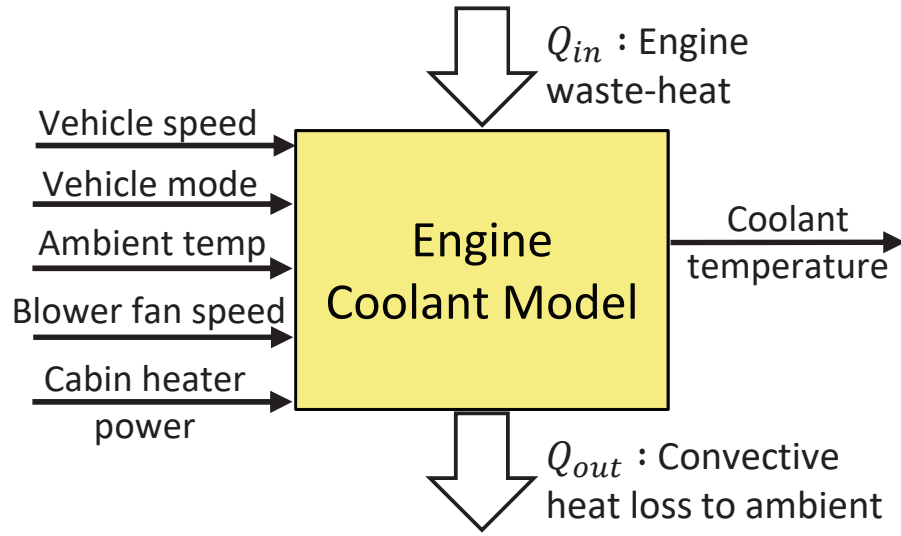 Q_in : Engine
waste-heat
Vehicle speed
Vehicle mode
Ambient temp
Blower fan speed
Cabin heater
power
Engine
Coolant Model
Coolant
temperature
Q_out : Convective
heat loss to ambient